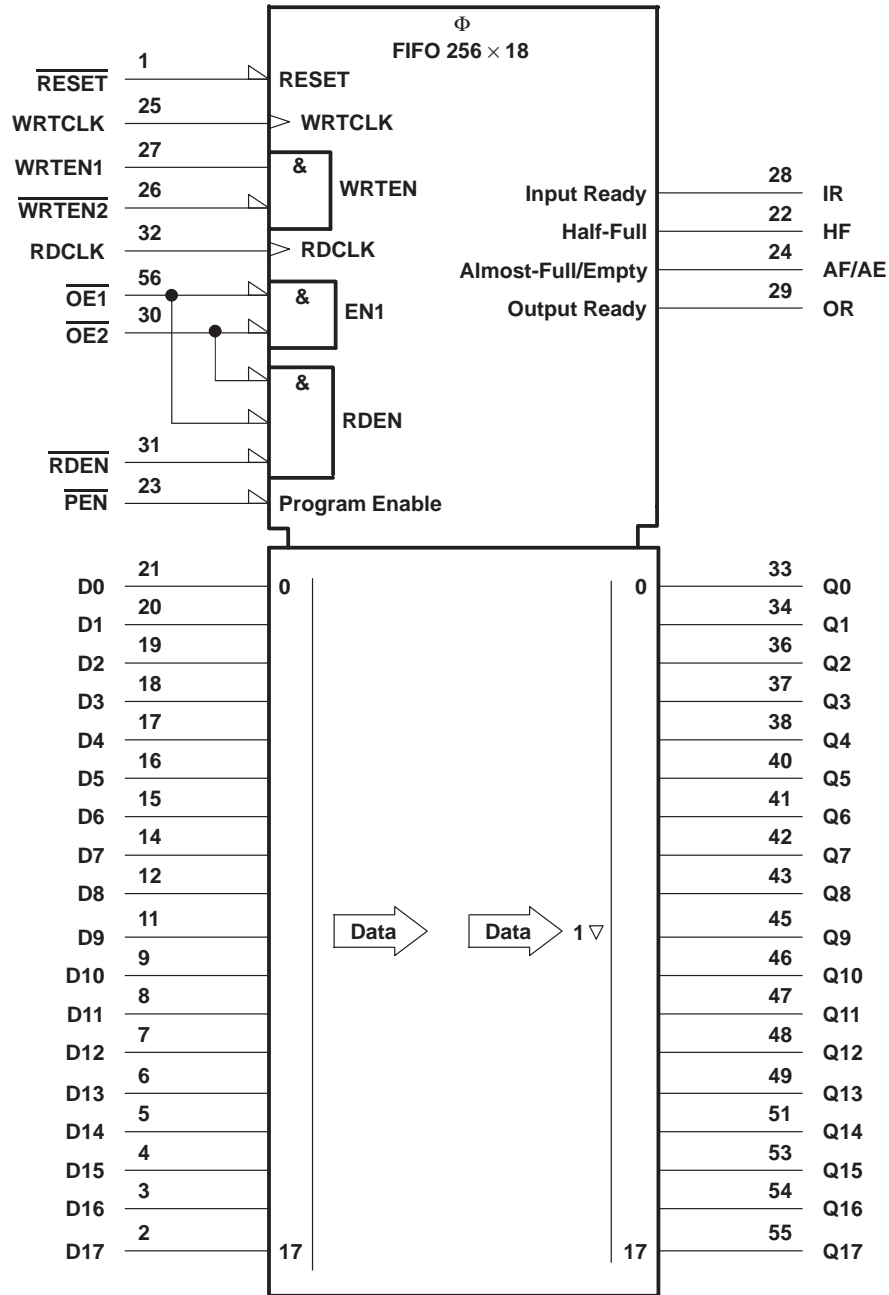 Φ
FIFO 256 × 18
RESET 1 RESET
WRTCLK 25 WRTCLK
WRTEN1 27 & WRTEN
WRTEN2 26
RDCLK 32 RDCLK
OE1 56 & EN1
OE2 30
& RDEN
RDEN 31
PEN 23 Program Enable
Input Ready 28 IR
Half-Full 22 HF
Almost-Full/Empty 24 AF/AE
Output Ready 29 OR
D0 21 0 0 33 Q0
D1 20 34 Q1
D2 19 36 Q2
D3 18 37 Q3
D4 17 38 Q4
D5 16 40 Q5
D6 15 41 Q6
D7 14 42 Q7
D8 12 43 Q8
D9 11 Data Data 1 ▽ 45 Q9
D10 9 46 Q10
D11 8 47 Q11
D12 7 48 Q12
D13 6 49 Q13
D14 5 51 Q14
D15 4 53 Q15
D16 3 54 Q16
D17 2 17 17 55 Q17